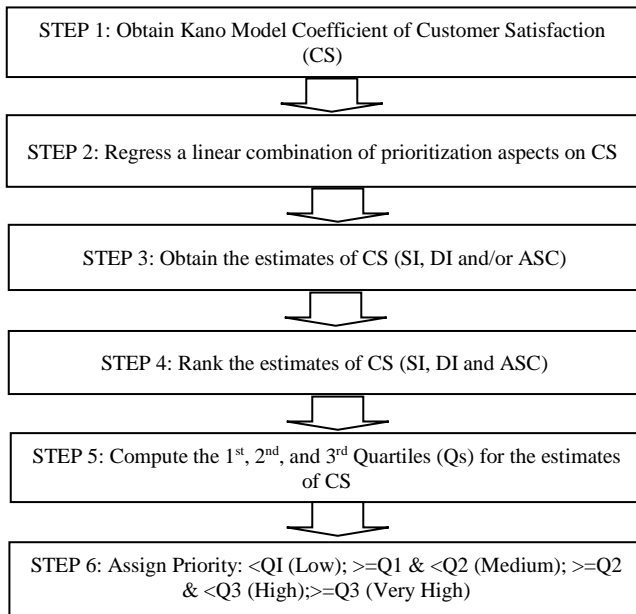 STEP 1: Obtain Kano Model Coefficient of Customer Satisfaction
(CS)
STEP 2: Regress a linear combination of prioritization aspects on CS
STEP 3: Obtain the estimates of CS (SI, DI and/or ASC)
STEP 4: Rank the estimates of CS (SI, DI and ASC)
STEP 5: Compute the 1st, 2nd, and 3rd Quartiles (Qs) for the estimates
of CS
STEP 6: Assign Priority: <QI (Low); >=Q1 & <Q2 (Medium); >=Q2
& <Q3 (High);>=Q3 (Very High)